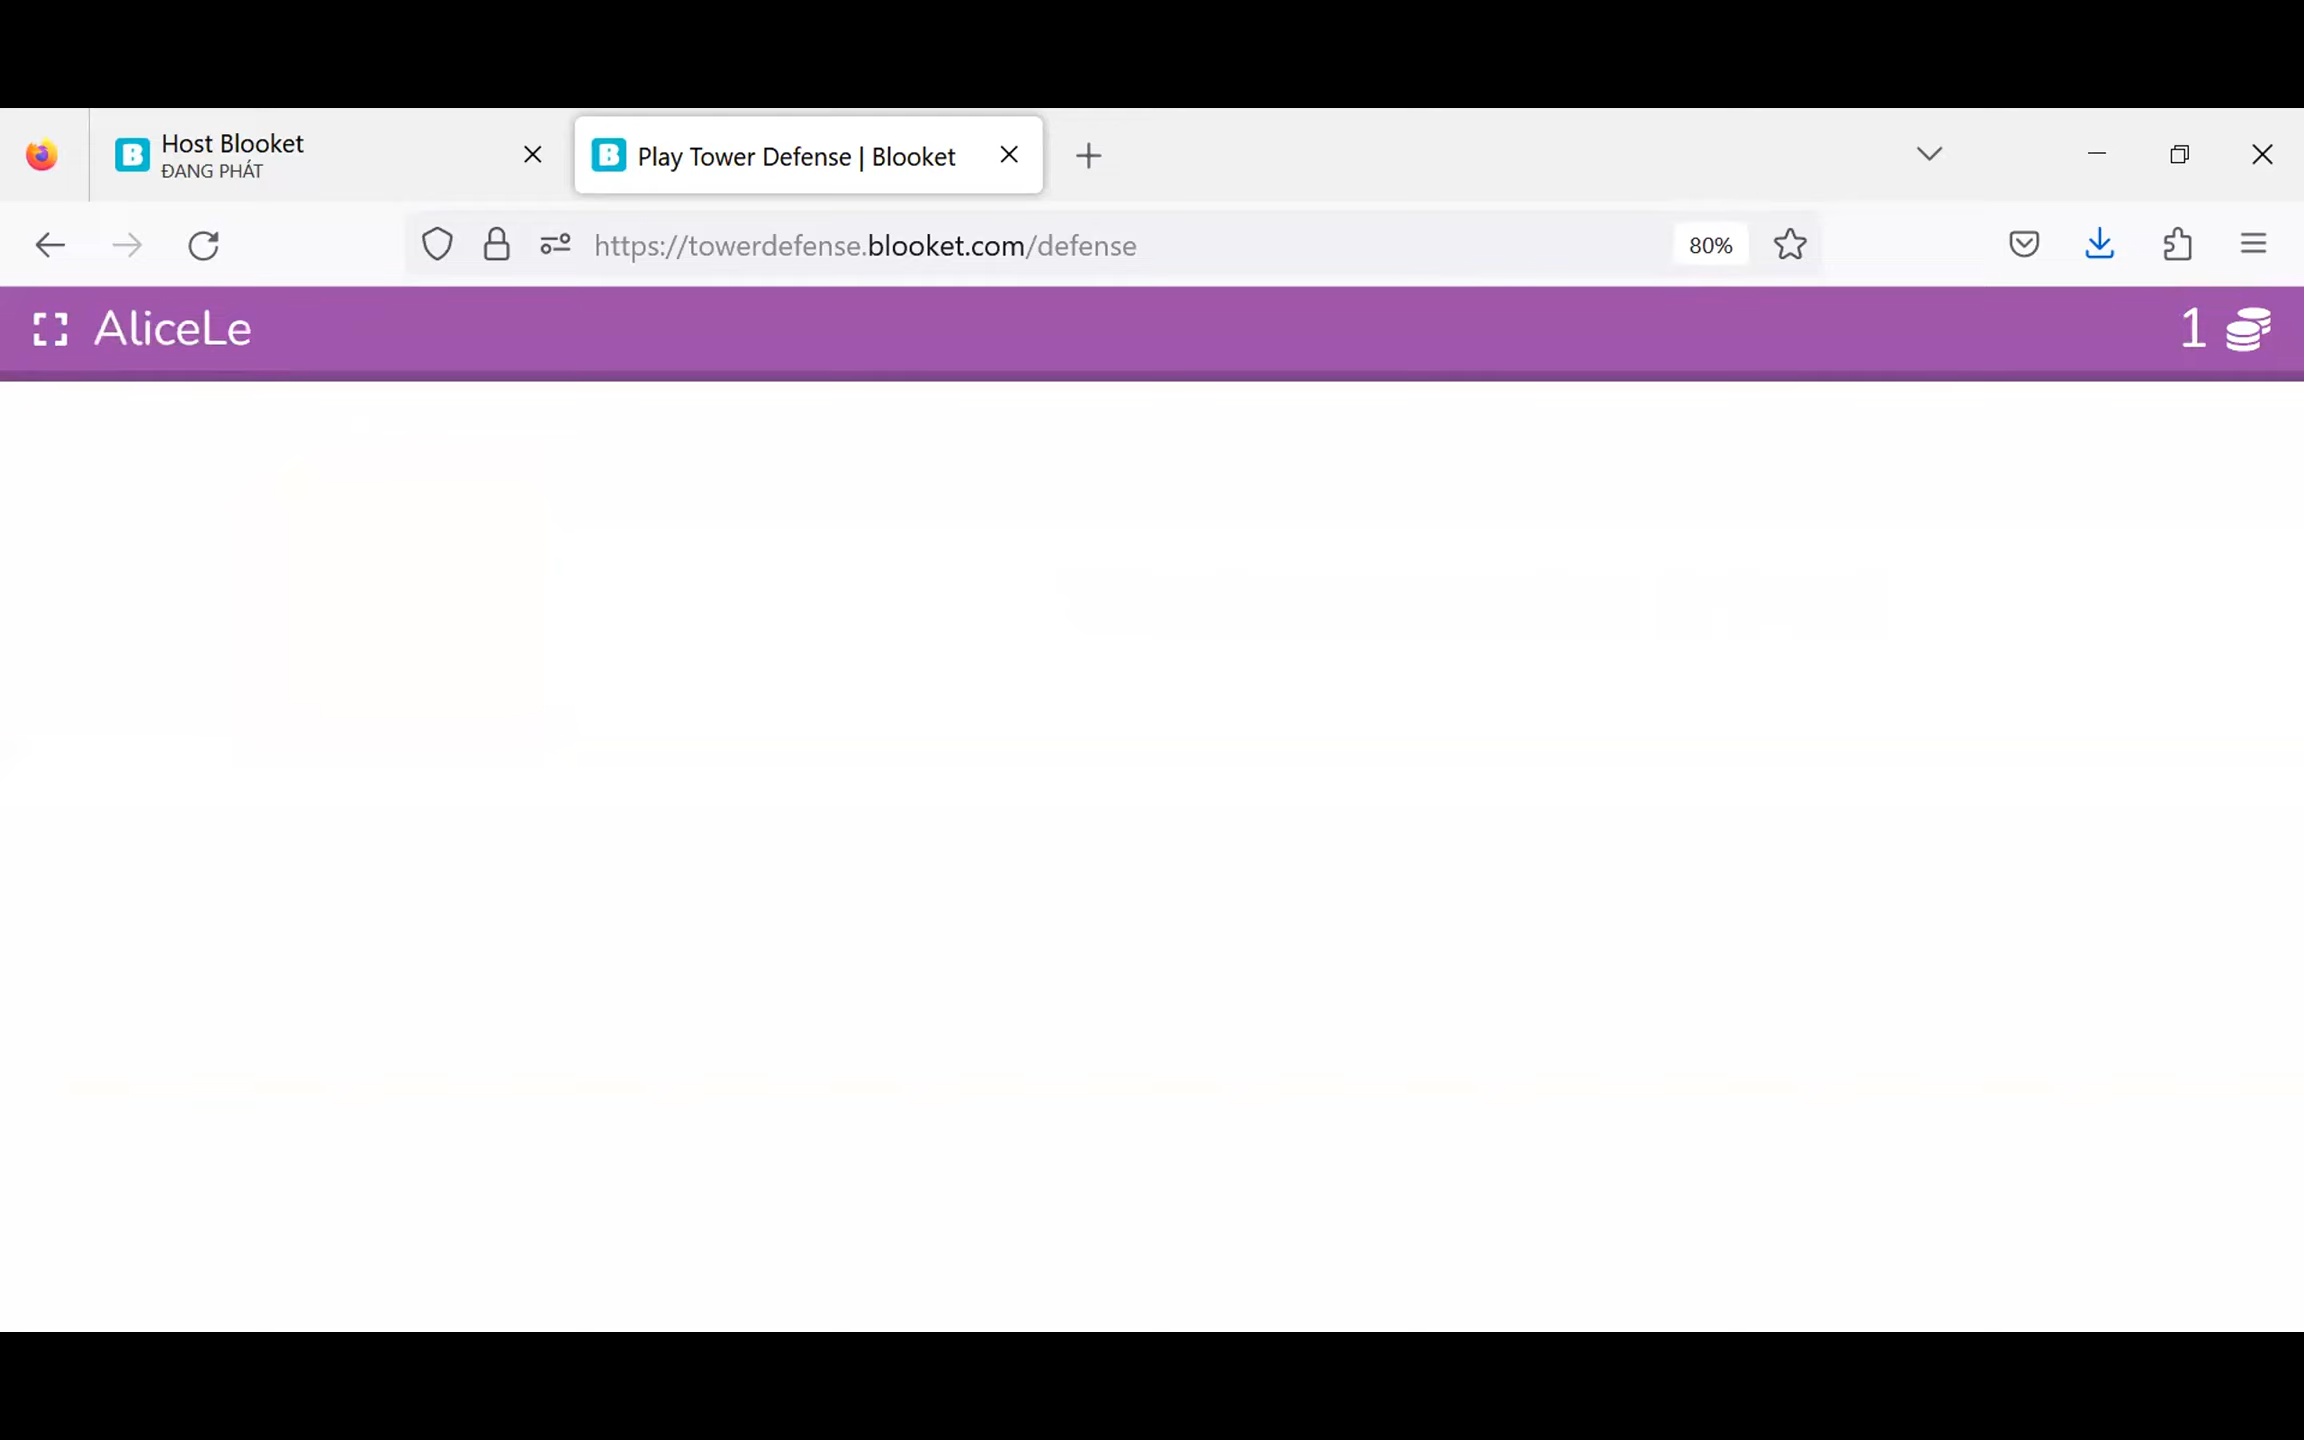 Host Blooket
ĐANG PHÁT
Play Tower Defense | Blooket
https://towerdefense.blooket.com/defense
80%
AliceLe
1